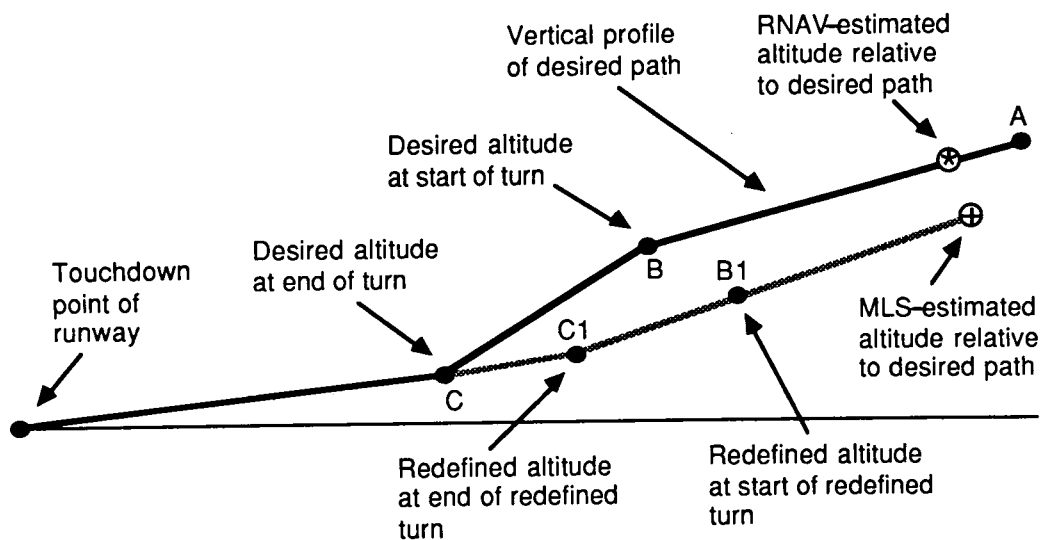 Vertical profile
of desired path
RNAV-estimated
altitude relative
to desired path
A
Desired altitude
at start of turn
Desired altitude
at end of turn
B
B1
Touchdown
point of
runway
MLS-estimated
altitude relative
to desired path
C1
C
Redefined altitude
at end of redefined
turn
Redefined altitude
at start of redefined
turn